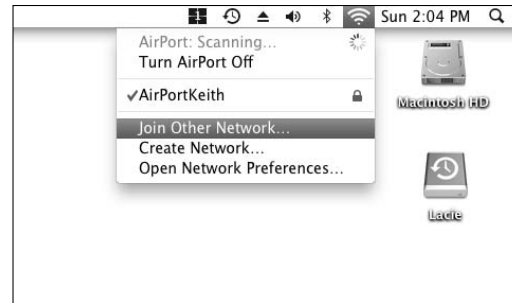 Sun 2:04 PM
AirPort: Scanning...
Turn AirPort Off
✓AirPortKeith
Join Other Network...
Create Network...
Open Network Preferences...
Macintosh HD
Lacie